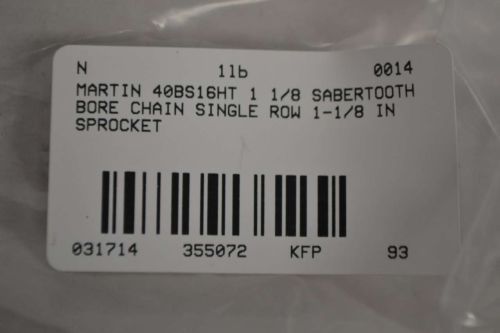 N 1lb 0014
MARTIN 40BS16HT 1 1/8 SABERTOOTH
BORE CHAIN SINGLE ROW 1-1/8 IN
SPROCKET
031714 355072 KFP 93